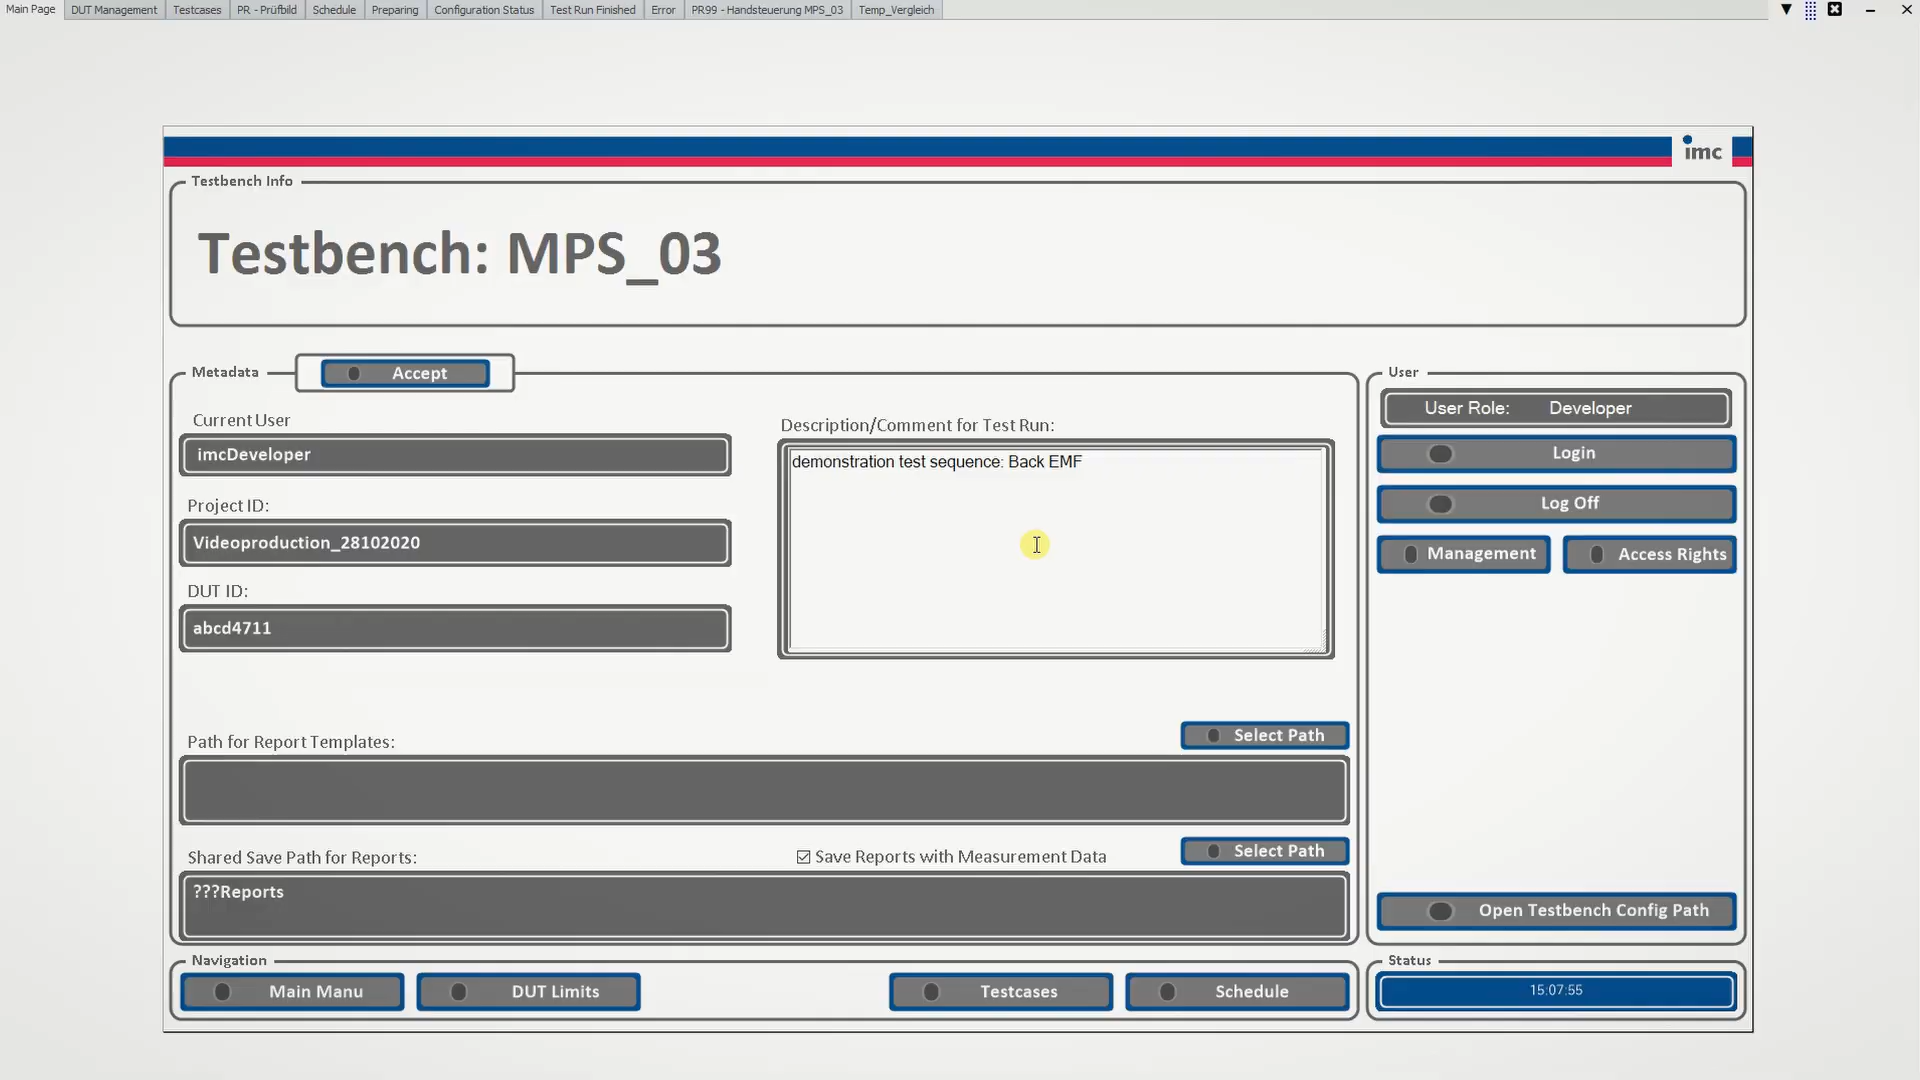 Main Page
DUT Management
Testcases
PR - Prüfbild
Schedule
Preparing
Configuration Status
Test Run Finished
Error
PR99 - Handsteuerung MPS_03
Temp_Vergleich
imc
Testbench Info
Testbench: MPS_03
Metadata
Accept
Current User
imcDeveloper
Project ID:
Videoproduction_28102020
DUT ID:
abcd4711
Description/Comment for Test Run:
demonstration test sequence: Back EMF
Path for Report Templates:
Select Path
Shared Save Path for Reports:
Save Reports with Measurement Data
Select Path
???Reports
User
User Role: Developer
Login
Log Off
Management
Access Rights
Open Testbench Config Path
Navigation
Main Manu
DUT Limits
Testcases
Schedule
Status
15:07:55